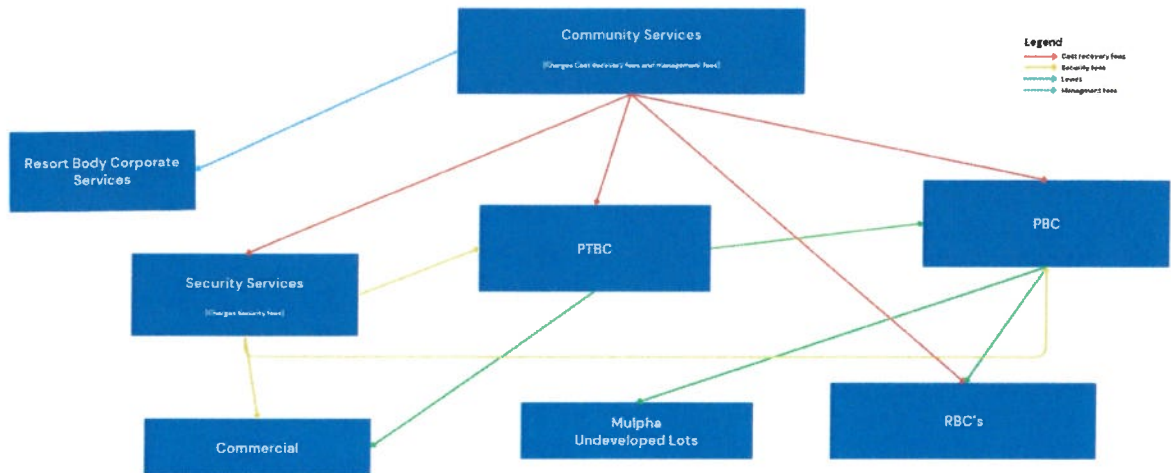 Community Services
(Charges Cost Recovery fees and management fees)
Legend
Cost recovery fees
Security fees
Levies
Management fees
Resort Body Corporate
Services
PBC
PTBC
Security Services
(Charges Security fees)
Mulpha
Undeveloped Lots
RBC's
Commercial